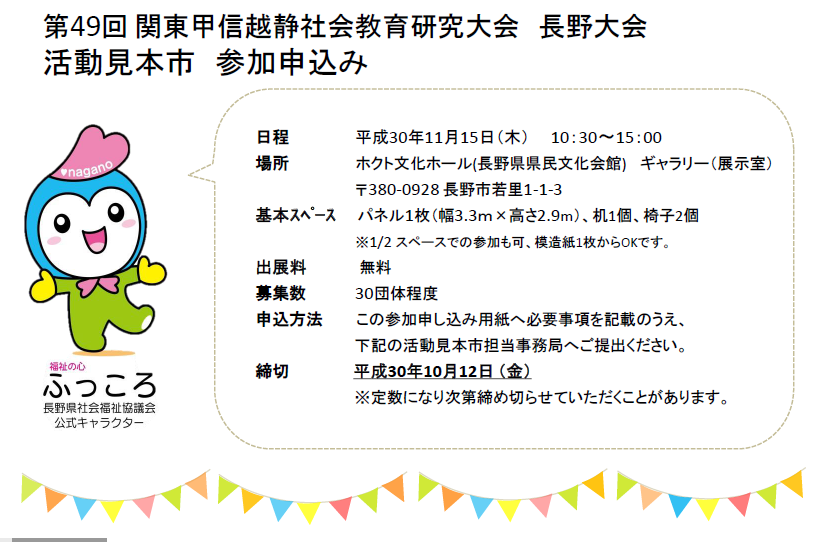 第49回 関東甲信越静社会教育研究大会　長野大会
活動見本市　参加申込み
♥nagano
日程　平成30年11月15日（木）　10：30～15：00
場所　ホクト文化ホール(長野県県民文化会館)　ギャラリー（展示室）
〒380-0928 長野市若里1-1-3
基本ｽﾍﾟｰｽ　パネル1枚（幅3.3ｍ×高さ2.9ｍ）、机1個、椅子2個
※1/2 スペースでの参加も可、模造紙1枚からOKです。
出展料　無料
募集数　30団体程度
申込方法　この参加申し込み用紙へ必要事項を記載のうえ、
下記の活動見本市担当事務局へご提出ください。
締切　平成30年10月12日（金）
※定数になり次第締め切らせていただくことがあります。
福祉の心
ふっころ
長野県社会福祉協議会
公式キャラクター